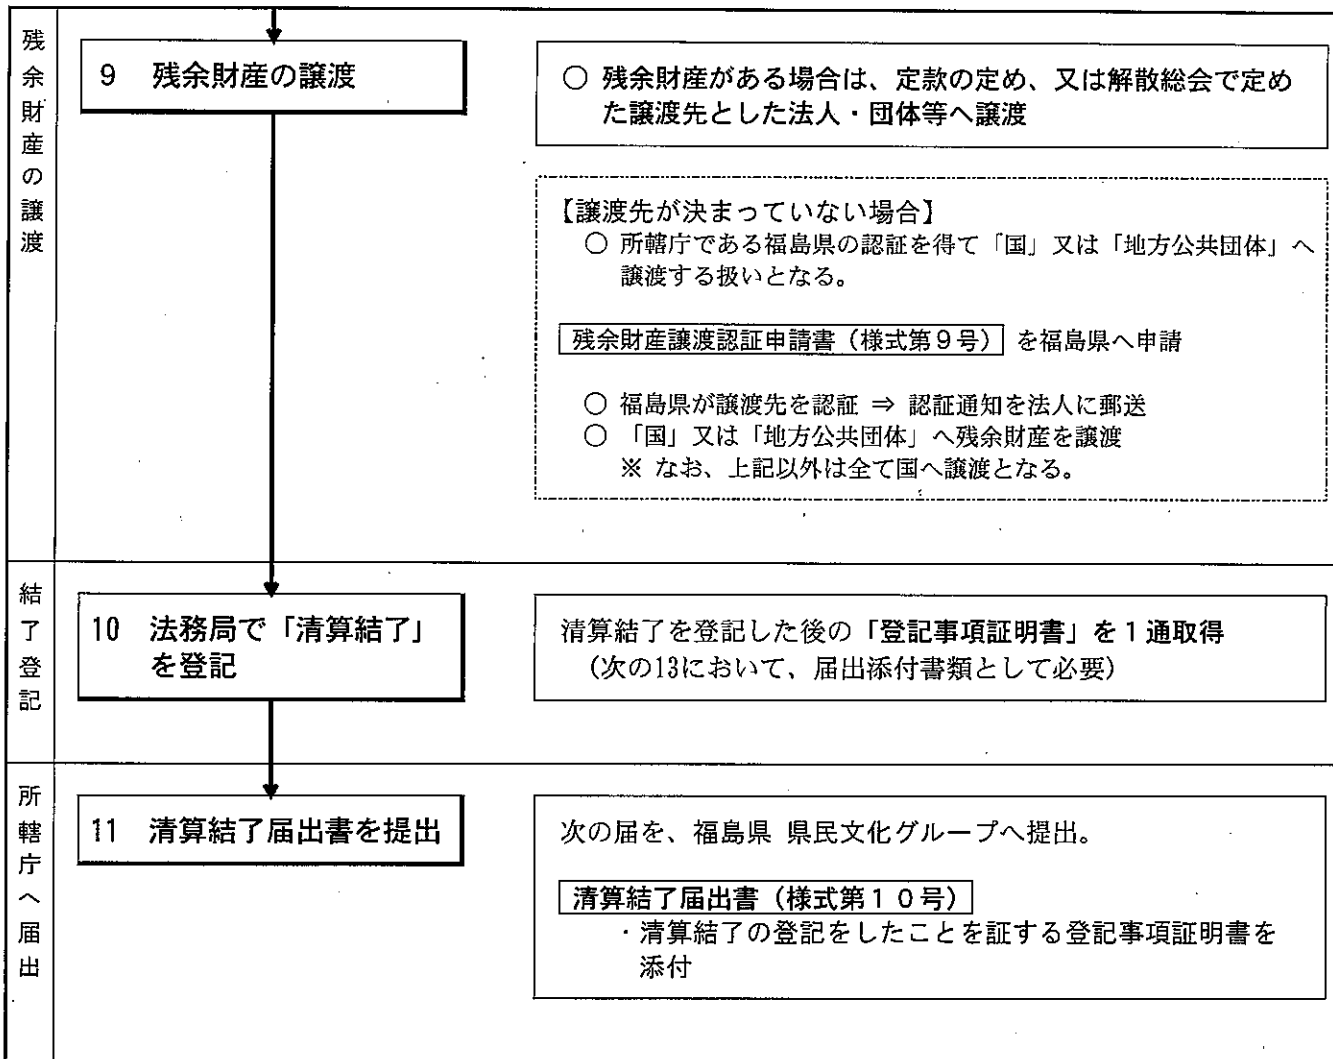 残余財産の譲渡
9 残余財産の譲渡
○ 残余財産がある場合は、定款の定め、又は解散総会で定め
た譲渡先とした法人・団体等へ譲渡
【譲渡先が決まっていない場合】
○ 所轄庁である福島県の認証を得て「国」又は「地方公共団体」へ
譲渡する扱いとなる。
残余財産譲渡認証申請書（様式第９号） を福島県へ申請
○ 福島県が譲渡先を認証 ⇒ 認証通知を法人に郵送
○ 「国」又は「地方公共団体」へ残余財産を譲渡
※ なお、上記以外は全て国へ譲渡となる。
結了登記
10 法務局で「清算結了」
を登記
清算結了を登記した後の「登記事項証明書」を１通取得
（次の13において、届出添付書類として必要）
所轄庁へ届出
11 清算結了届出書を提出
次の届を、福島県 県民文化グループへ提出。
清算結了届出書（様式第１０号）
・清算結了の登記をしたことを証する登記事項証明書を
添付